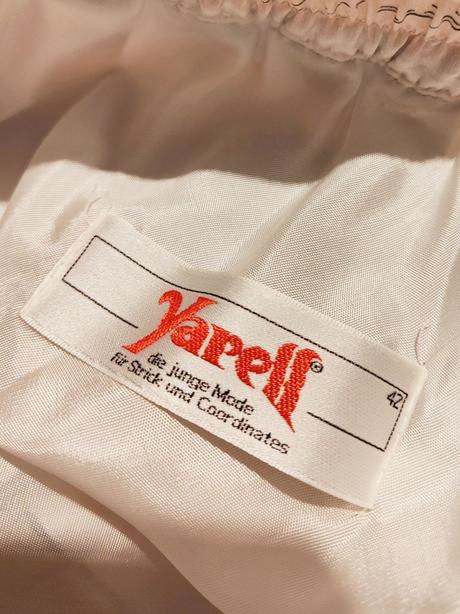 Yarell®
die junge Mode
für Strick und Coordinates
42